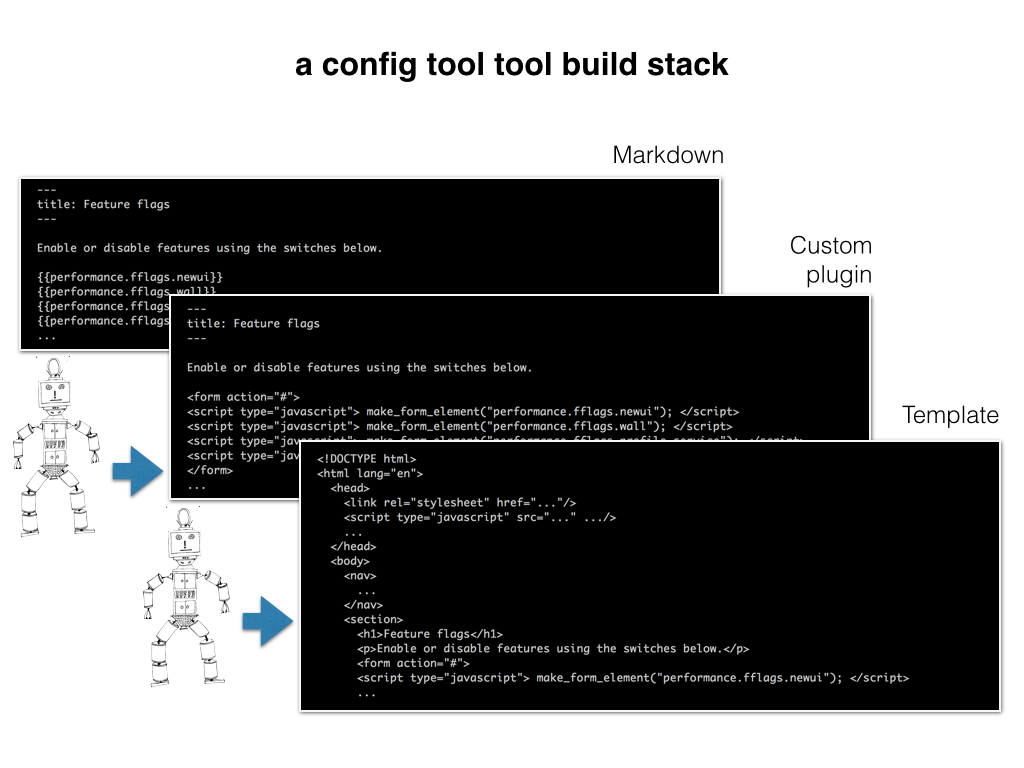 a config tool tool build stack
Markdown
---
title: Feature flags
---
Enable or disable features using the switches below.
{{performance.fflags.newui}}
{{performance.fflags.wall}}
{{performance.fflags
{{performance.fflags
...
Custom
plugin
---
title: Feature flags
---
Enable or disable features using the switches below.
<form action="#">
<script type="javascript"> make_form_element("performance.fflags.newui"); </script>
<script type="javascript"> make_form_element("performance.fflags.wall"); </script>
<script type="javascript"> make_form_element("performance.fflags.profile_service"); </script>
<script type="jav
</form>
...
Template
<!DOCTYPE html>
<html lang="en">
<head>
<link rel="stylesheet" href="..."/>
<script type="javascript" src="..." .../>
...
</head>
<body>
<nav>
...
</nav>
<section>
<h1>Feature flags</h1>
<p>Enable or disable features using the switches below.</p>
<form action="#">
<script type="javascript"> make_form_element("performance.fflags.newui"); </script>
...